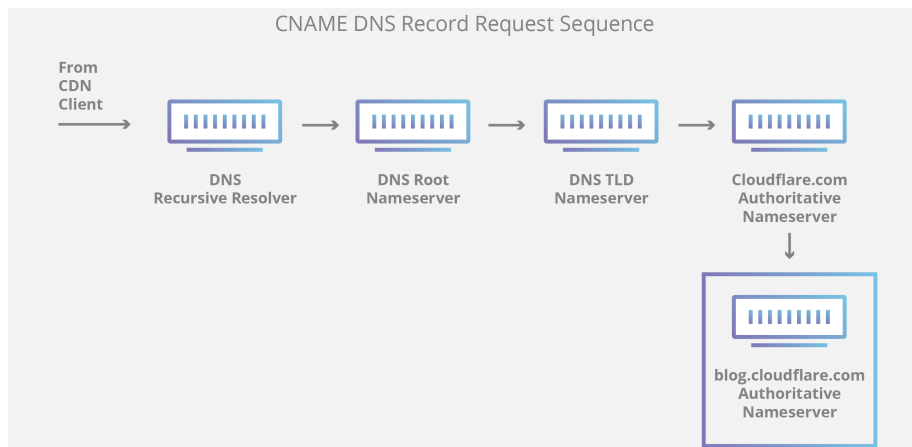 CNAME DNS Record Request Sequence
From
CDN
Client
DNS
Recursive Resolver
DNS Root
Nameserver
DNS TLD
Nameserver
Cloudflare.com
Authoritative
Nameserver
blog.cloudflare.com
Authoritative
Nameserver